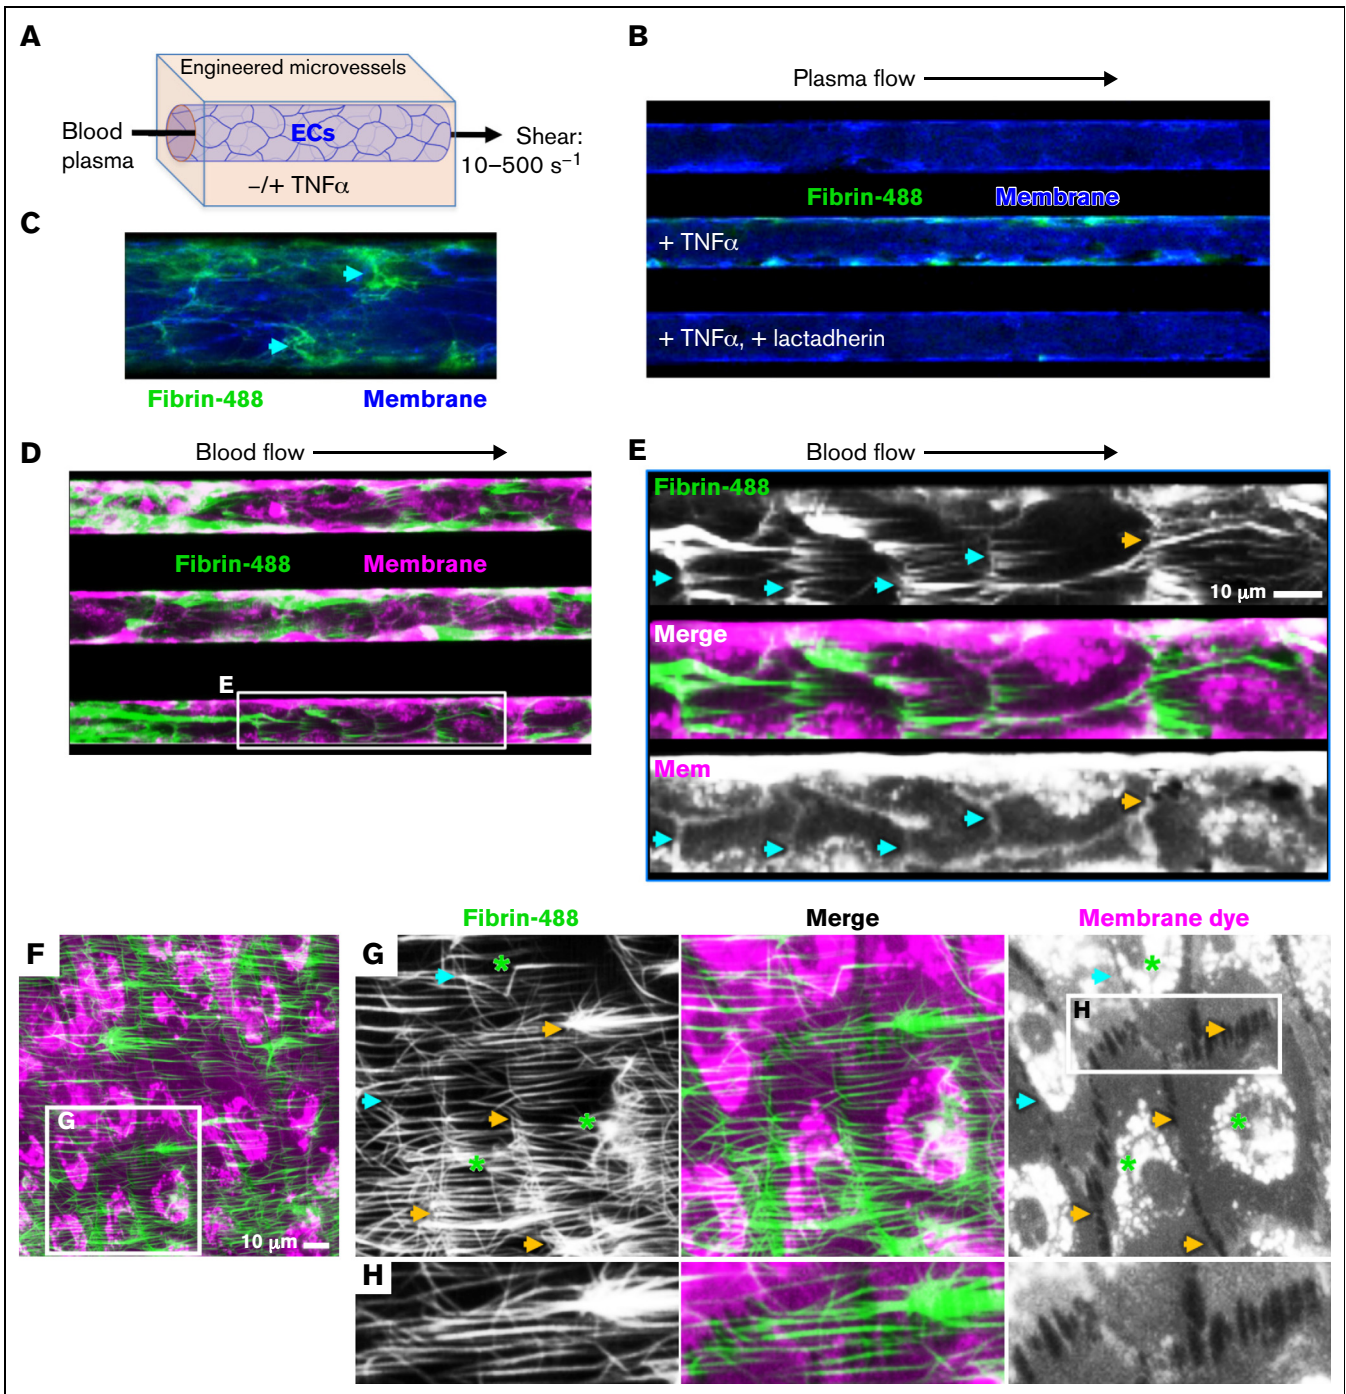 A
Engineered microvessels
Blood
plasma
ECs
Shear:
10–500 s⁻¹
–/+ TNFα
B
Plasma flow
Fibrin-488 Membrane
+ TNFα
+ TNFα, + lactadherin
C
Fibrin-488 Membrane
D
Blood flow
Fibrin-488 Membrane
E
E
Blood flow
Fibrin-488
10 μm
Merge
Mem
F
G
10 μm
Fibrin-488 Merge Membrane dye
G
*
*
*
*
*
*
H
H